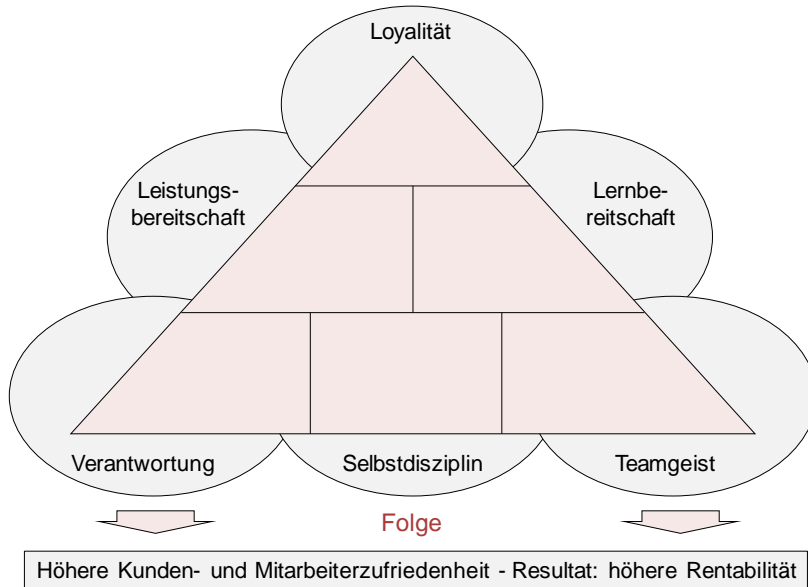 Loyalität
Leistungs-
bereitschaft
Lernbe-
reitschaft
Verantwortung
Selbstdisziplin
Teamgeist
Folge
Höhere Kunden- und Mitarbeiterzufriedenheit - Resultat: höhere Rentabilität